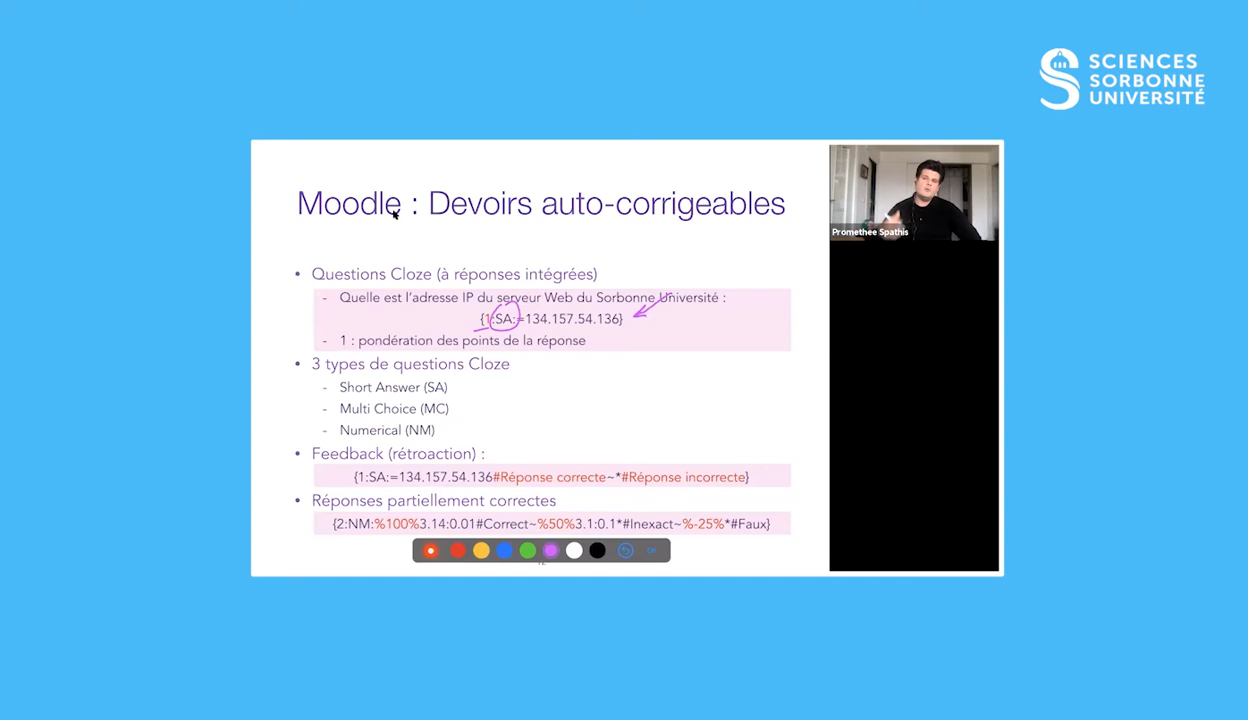 SCIENCES
SORBONNE
UNIVERSITÉ
Moodle : Devoirs auto-corrigeables
Promethee Spathis
• Questions Cloze (à réponses intégrées)
- Quelle est l'adresse IP du serveur Web du Sorbonne Université :
{1:SA:=134.157.54.136}
- 1 : pondération des points de la réponse
• 3 types de questions Cloze
- Short Answer (SA)
- Multi Choice (MC)
- Numerical (NM)
• Feedback (rétroaction) :
{1:SA:=134.157.54.136#Réponse correcte~*#Réponse incorrecte}
• Réponses partiellement correctes
{2:NM:%100%3.14:0.01#Correct~%50%3.1:0.1*#Inexact~%-25%*#Faux}